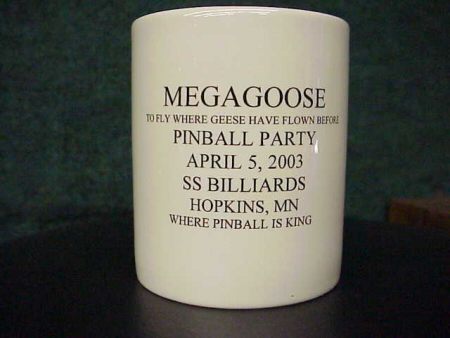 MEGAGOOSE
TO FLY WHERE GEESE HAVE FLOWN BEFORE
PINBALL PARTY
APRIL 5, 2003
SS BILLIARDS
HOPKINS, MN
WHERE PINBALL IS KING